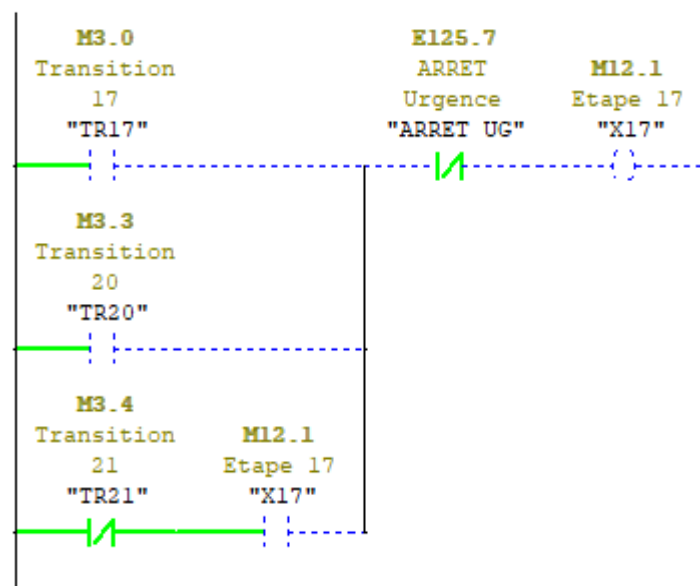 M3.0
Transition
17
"TR17"
E125.7
ARRET
Urgence
"ARRET UG"
M12.1
Etape 17
"X17"
M3.3
Transition
20
"TR20"
M3.4
Transition
21
"TR21"
M12.1
Etape 17
"X17"